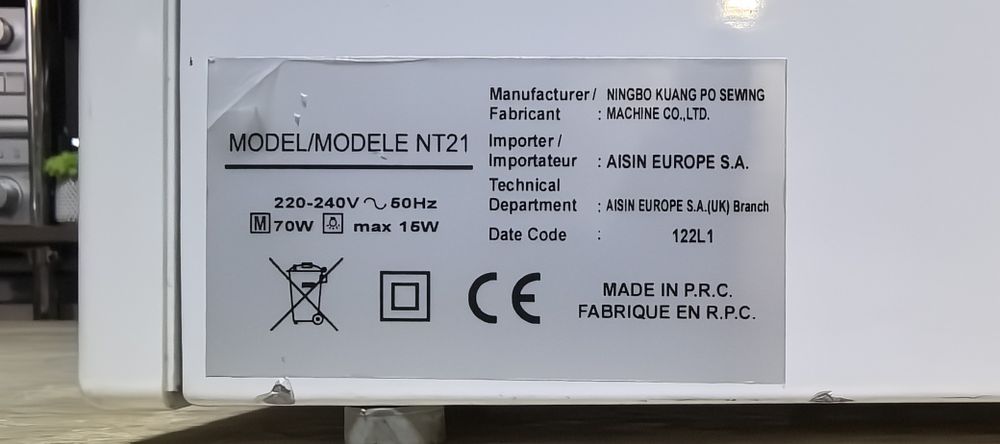 MODEL/MODELE NT21
220-240V ~ 50Hz
M 70W max 15W
CE
Manufacturer / NINGBO KUANG PO SEWING
Fabricant : MACHINE CO.,LTD.
Importer /
Importateur : AISIN EUROPE S.A.
Technical
Department : AISIN EUROPE S.A.(UK) Branch
Date Code : 122L1
MADE IN P.R.C.
FABRIQUE EN R.P.C.